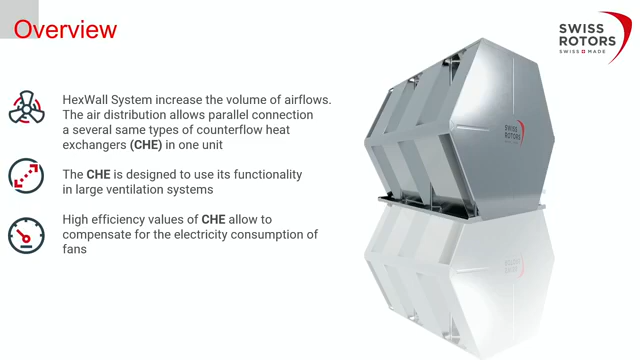 Overview
SWISS
ROTORS
SWISS MADE
HexWall System increase the volume of airflows.
The air distribution allows parallel connection
a several same types of counterflow heat
exchangers (CHE) in one unit
The CHE is designed to use its functionality
in large ventilation systems
High efficiency values of CHE allow to
compensate for the electricity consumption of
fans
SWISS
ROTORS